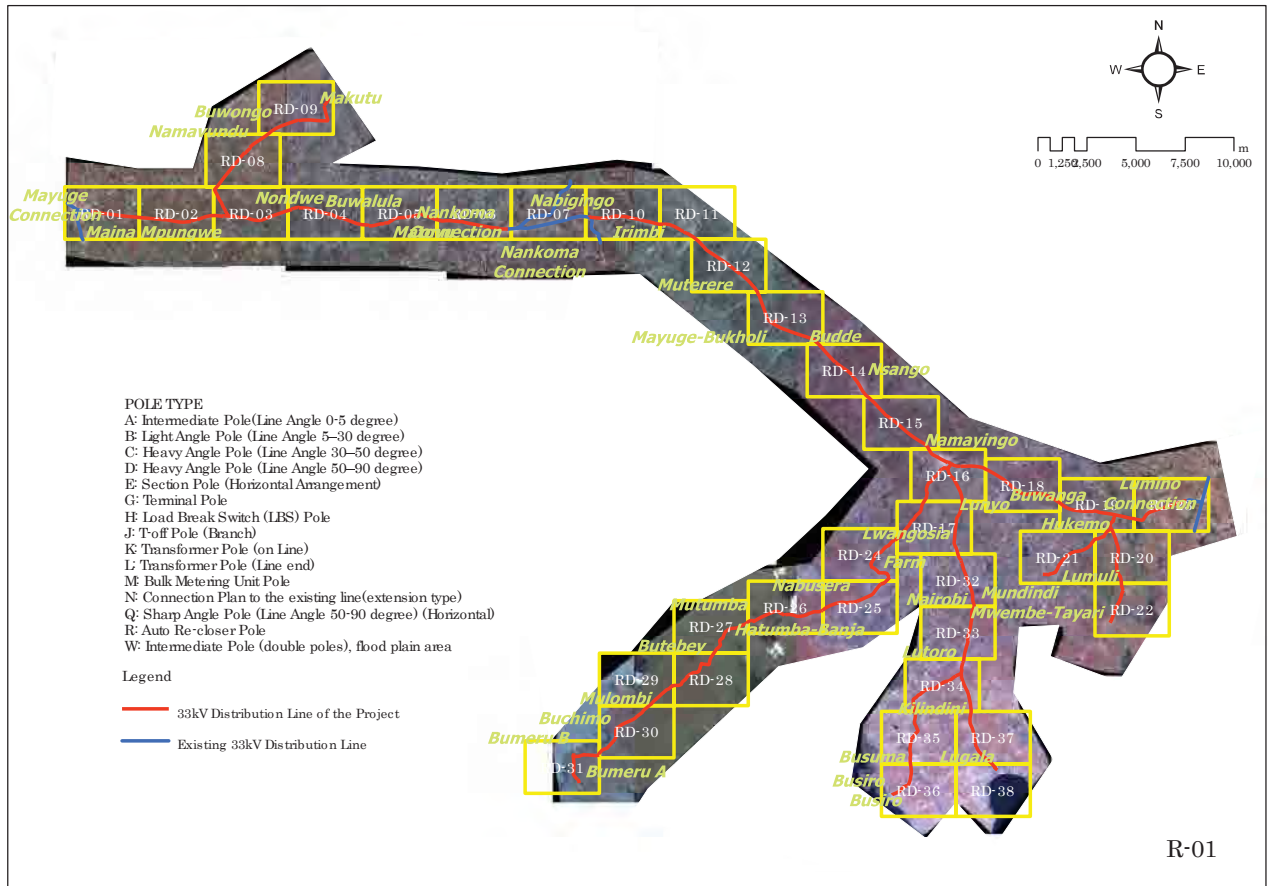 N
W E
S
0 1,250 2,500 5,000 7,500 10,000 m
Makutu
RD-09
Buwongo
Namavundu
RD-08
Mayuge
Connection
RD-01
RD-02
RD-03
Nondwe
RD-04
Buwalula
RD-05
Nankoma
Connection
RD-06
RD-07
Nabigingo
RD-10
RD-11
Maina
Mpungwe
Irimbi
Nankoma
Connection
RD-12
Muterere
RD-13
Mayuge-Bukholi
Budde
RD-14
Nsango
RD-15
Namayingo
RD-16
RD-18
Buwanga
Lunyo
Lumino
Connection
RD-17
Hukemo
Lwangosia
RD-24
Farm
RD-21
RD-20
Lumuli
RD-32
Nabusera
RD-26
RD-25
Nairobi
Mundindi
Mwembe-Tayari
RD-22
Mutumba
RD-27
Hatumba-Banja
RD-33
Butebey
Lutoro
RD-29
RD-28
RD-34
Mulombi
Kilindini
Buchimo
RD-30
RD-35
RD-37
Bumeru B
Busuma
Lugala
Bumeru A
Busiro
RD-36
RD-38
Busiro
POLE TYPE
A: Intermediate Pole(Line Angle 0-5 degree)
B: Light Angle Pole (Line Angle 5–30 degree)
C: Heavy Angle Pole (Line Angle 30–50 degree)
D: Heavy Angle Pole (Line Angle 50–90 degree)
E: Section Pole (Horizontal Arrangement)
G: Terminal Pole
H: Load Break Switch (LBS) Pole
J: T-off Pole (Branch)
K: Transformer Pole (on Line)
L: Transformer Pole (Line end)
M: Bulk Metering Unit Pole
N: Connection Plan to the existing line(extension type)
Q: Sharp Angle Pole (Line Angle 50-90 degree) (Horizontal)
R: Auto Re-closer Pole
W: Intermediate Pole (double poles), flood plain area
Legend
33kV Distribution Line of the Project
Existing 33kV Distribution Line
R-01